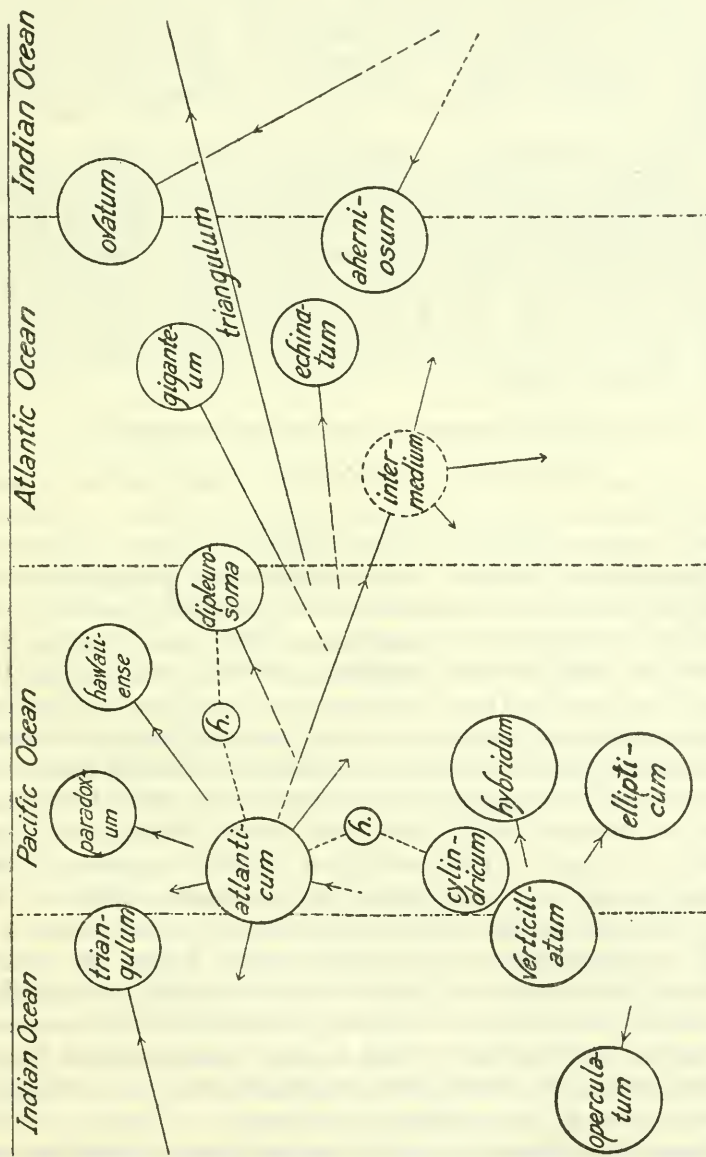 Indian Ocean
Pacific Ocean
Atlantic Ocean
Indian Ocean
trian-
gulum
paradox-
um
hawaii-
ense
h.
dipleuro-
soma
gigante-
um
triangulum
ovatum
atlanti-
cum
h.
echina-
tum
aherni-
osum
inter-
medium
cylin-
dricum
verticill-
atum
hybridum
ellipti-
cum
opercula-
tum